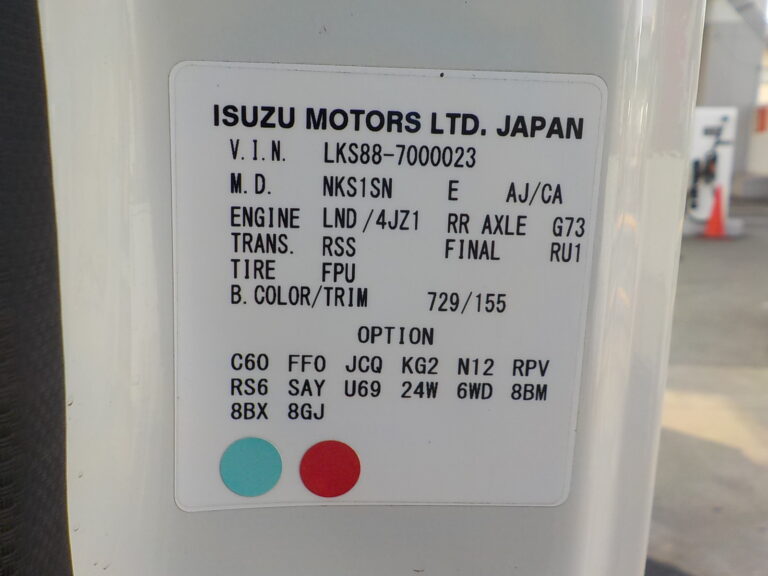 ISUZU MOTORS LTD. JAPAN
V.I.N. LKS88-7000023
M.D. NKS1SN E AJ/CA
ENGINE LND/4JZ1 RR AXLE G73
TRANS. RSS FINAL RU1
TIRE FPU
B.COLOR/TRIM 729/155
OPTION
C60 FF0 JCQ KG2 N12 RPV
RS6 SAY U69 24W 6WD 8BM
8BX 8GJ